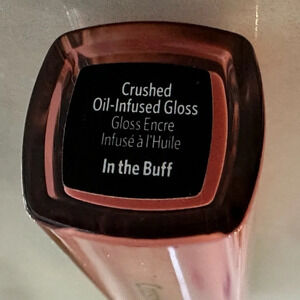 Crushed
Oil-Infused Gloss
Gloss Encre
Infusé à l'Huile
In the Buff